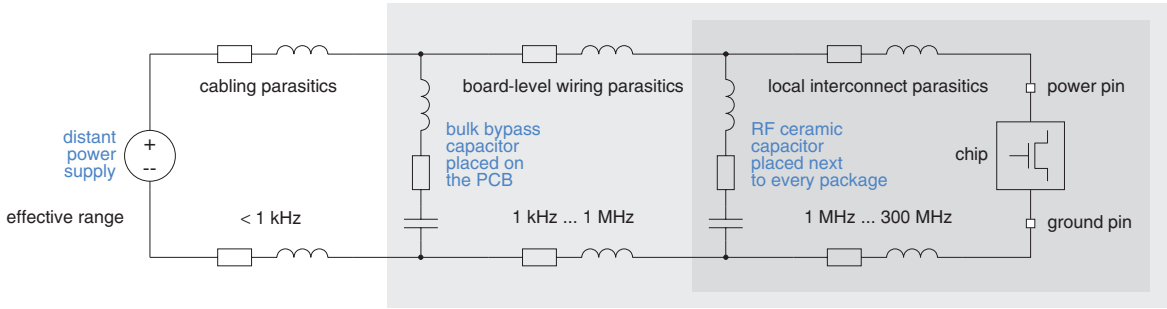 cabling parasitics
board-level wiring parasitics
local interconnect parasitics
power pin
distant
power
supply
+
--
bulk bypass
capacitor
placed on
the PCB
RF ceramic
capacitor
placed next
to every package
chip
effective range
< 1 kHz
1 kHz ... 1 MHz
1 MHz ... 300 MHz
ground pin